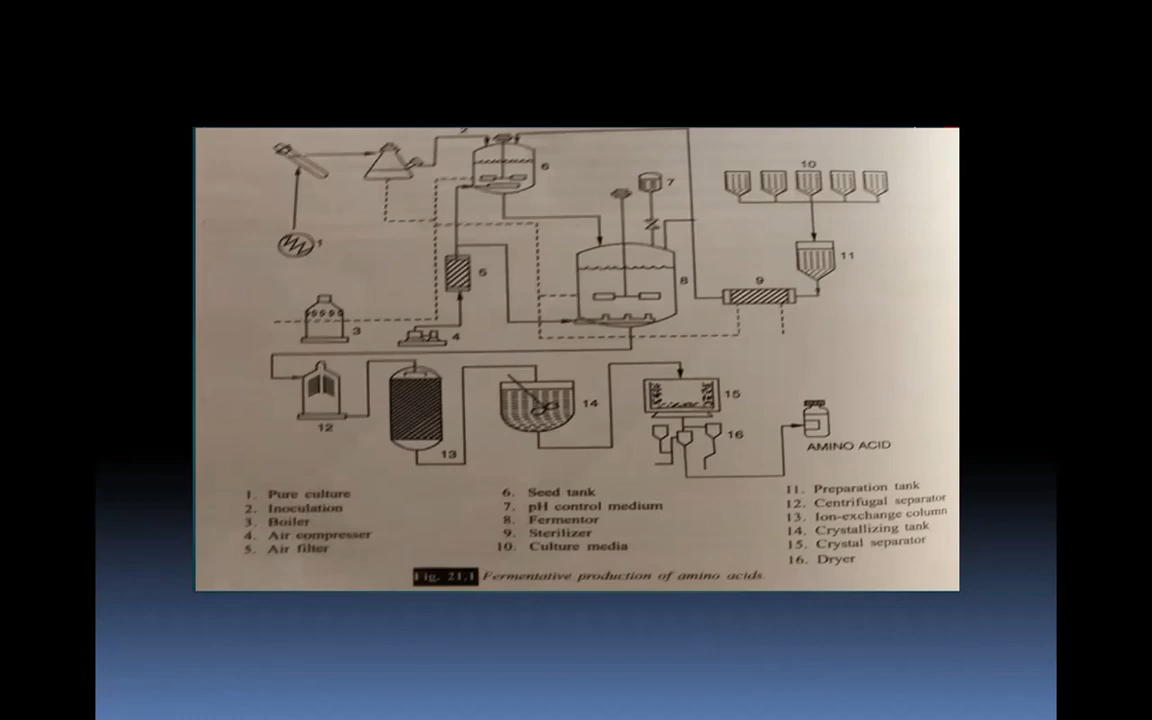 2
10
6
7
1
11
5
8
9
3
4
15
14
16
12
13
AMINO ACID
1. Pure culture
2. Inoculation
3. Boiler
4. Air compresser
5. Air filter
6. Seed tank
7. pH control medium
8. Fermentor
9. Sterilizer
10. Culture media
11. Preparation tank
12. Centrifugal separator
13. Ion-exchange column
14. Crystallizing tank
15. Crystal separator
16. Dryer
Fig. 21.1 Fermentative production of amino acids.